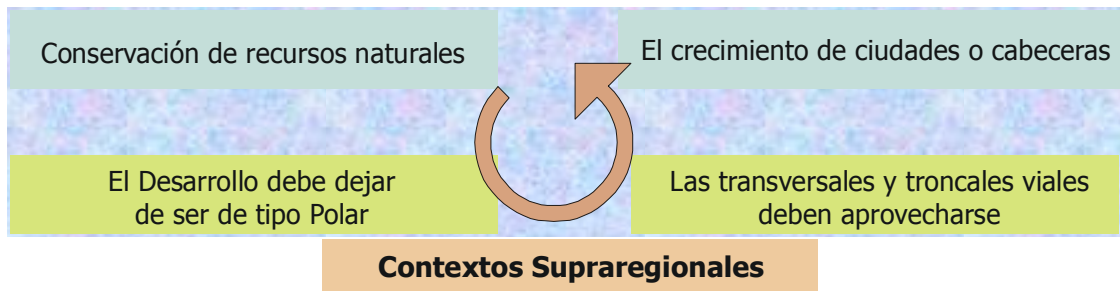 Conservación de recursos naturales
El crecimiento de ciudades o cabeceras
El Desarrollo debe dejar
de ser de tipo Polar
Las transversales y troncales viales
deben aprovecharse
Contextos Supraregionales